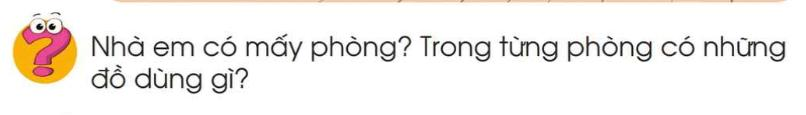 Nhà em có mấy phòng? Trong từng phòng có những
đồ dùng gì?